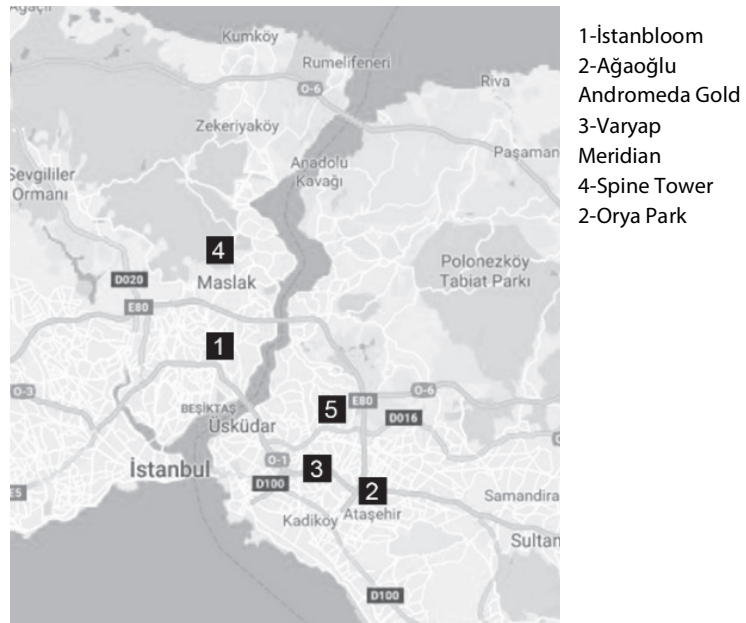 Kumköy
Rumelifeneri
O-6
Riva
Zekeriyaköy
Anadolu
Kavağı
Paşaman
Sevgililer
Ormanı
4
D020
Maslak
Polonezköy
Tabiat Parkı
E80
1
O-3
BEŞİKTAŞ
Üsküdar
5
E80
O-6
D016
İstanbul
O-1
3
D100
2
E5
Kadıköy
Ataşehir
Samandıra
Sultan
D100
1-İstanbloom
2-Ağaoğlu
Andromeda Gold
3-Varyap
Meridian
4-Spine Tower
2-Orya Park